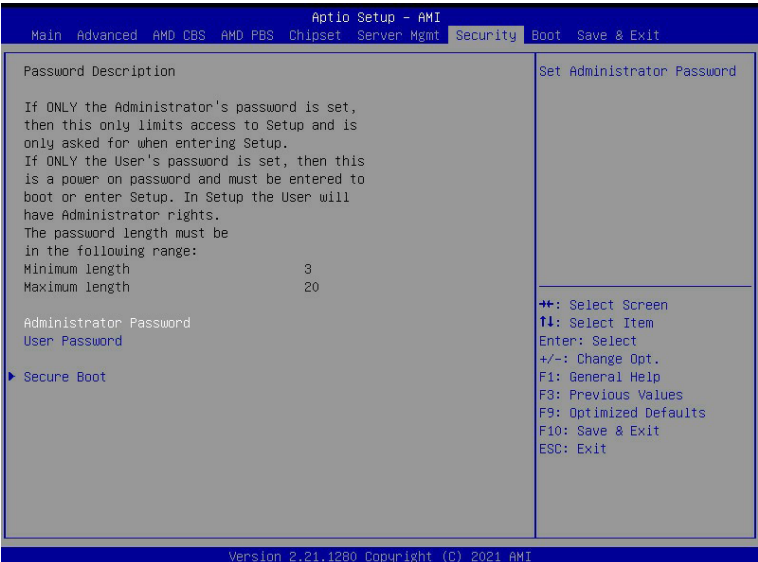 Aptio Setup – AMI
Main Advanced AMD CBS AMD PBS Chipset Server Mgmt Security Boot Save & Exit
Password Description
If ONLY the Administrator's password is set,
then this only limits access to Setup and is
only asked for when entering Setup.
If ONLY the User's password is set, then this
is a power on password and must be entered to
boot or enter Setup. In Setup the User will
have Administrator rights.
The password length must be
in the following range:
Minimum length 3
Maximum length 20
Administrator Password
User Password
Secure Boot
Set Administrator Password
→←: Select Screen
↑↓: Select Item
Enter: Select
+/-: Change Opt.
F1: General Help
F3: Previous Values
F9: Optimized Defaults
F10: Save & Exit
ESC: Exit
Version 2.21.1280 Copyright (C) 2021 AMI